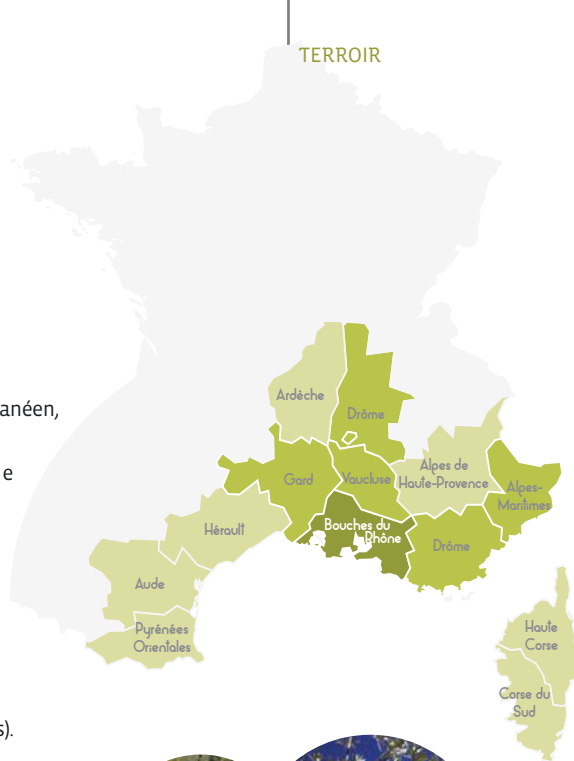 TERROIR
anéen,
e
s).
Ardèche
Drôme
Gard
Vaucluse
Alpes de
Haute-Provence
Alpes-
Maritimes
Bouches du
Rhône
Drôme
Hérault
Aude
Pyrénées
Orientales
Haute
Corse
Corse du
Sud